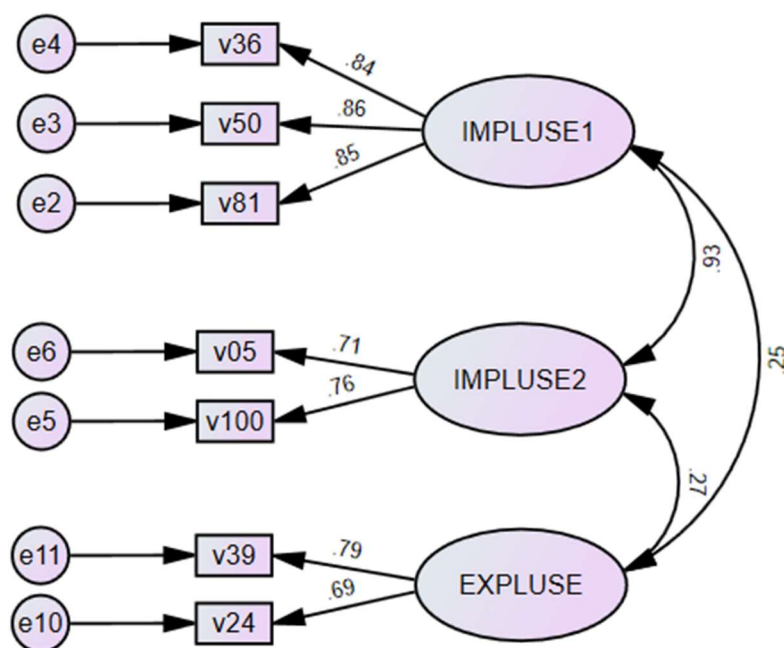 e4
v36
.84
e3
v50
.86
IMPLUSE1
e2
v81
.85
.93
.25
e6
v05
.71
IMPLUSE2
e5
v100
.76
.27
e11
v39
.79
EXPLUSE
e10
v24
.69